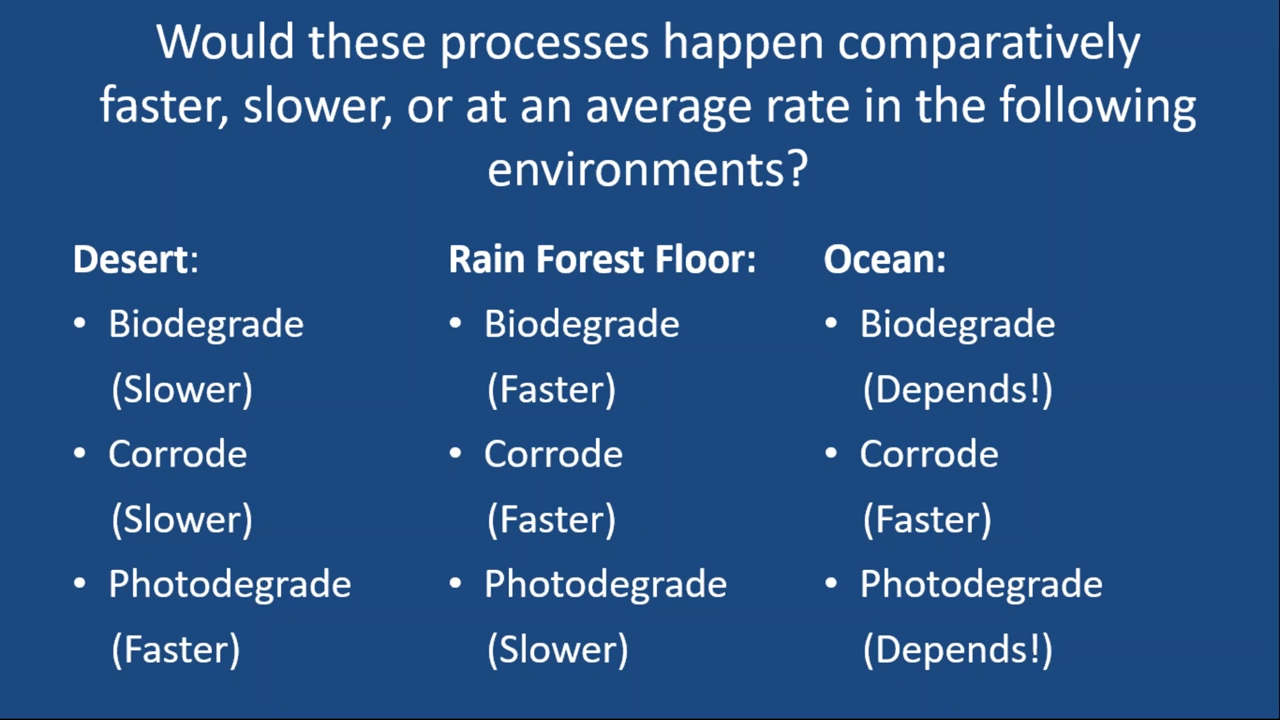 Would these processes happen comparatively
faster, slower, or at an average rate in the following
environments?
Desert:
• Biodegrade
(Slower)
• Corrode
(Slower)
• Photodegrade
(Faster)
Rain Forest Floor:
• Biodegrade
(Faster)
• Corrode
(Faster)
• Photodegrade
(Slower)
Ocean:
• Biodegrade
(Depends!)
• Corrode
(Faster)
• Photodegrade
(Depends!)